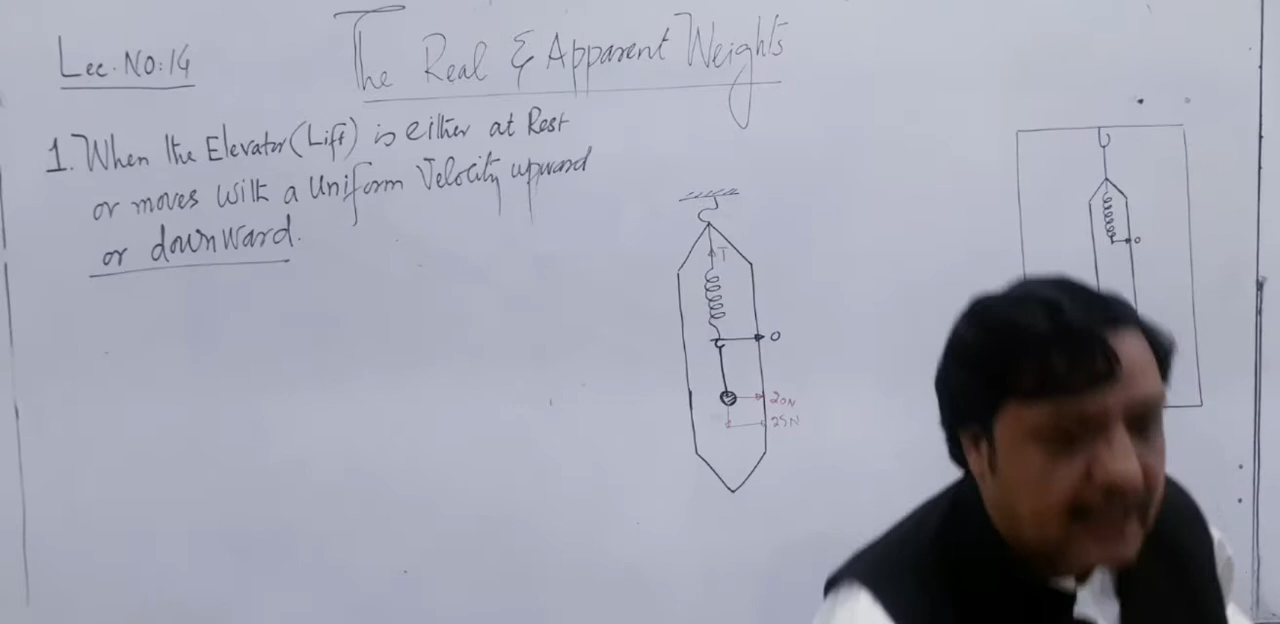 Lec. NO: 14
The Real & Apparent Weights
1. When the Elevator (Lift) is either at Rest
or moves with a Uniform Velocity upward
or downward.
T
0
20N
25N
0